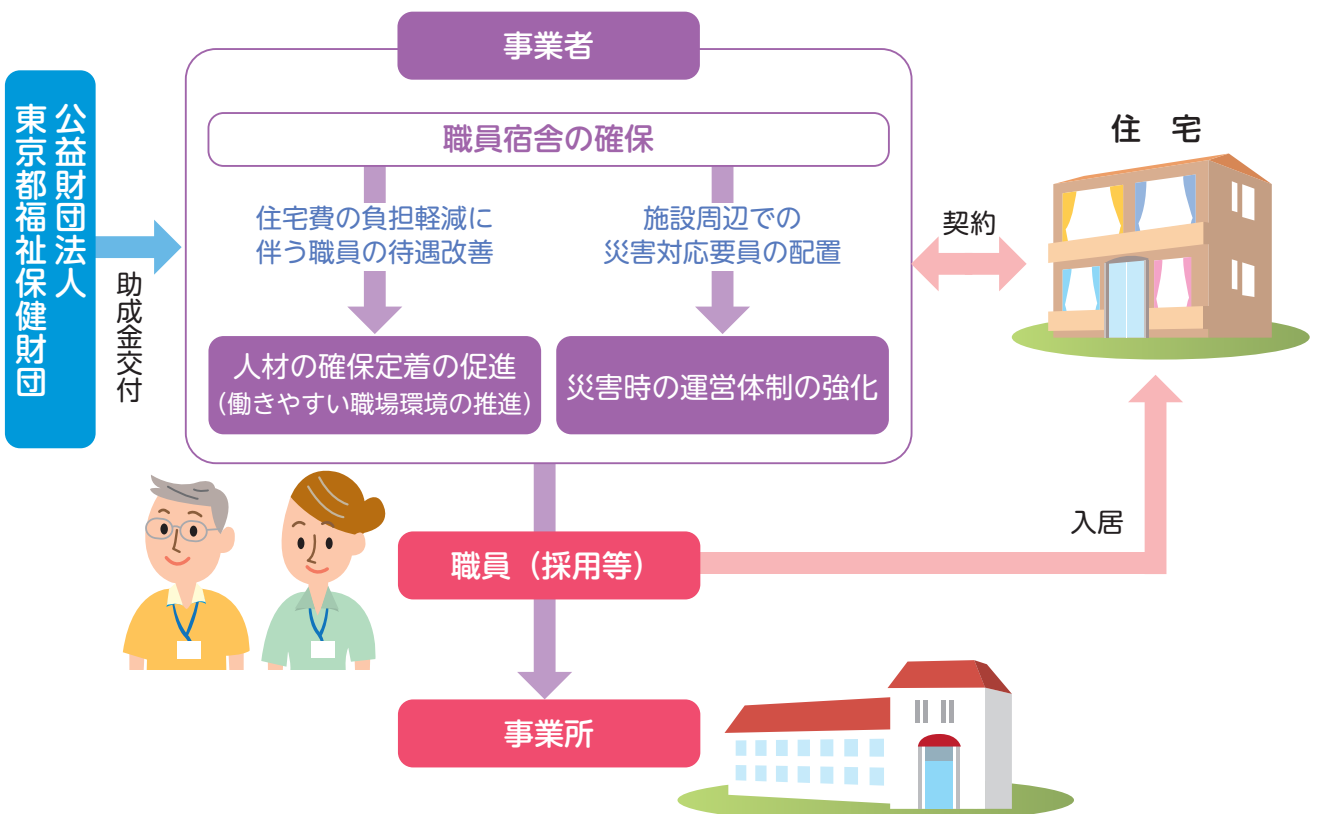 公益財団法人
東京都福祉保健財団
助成金交付
事業者
職員宿舎の確保
住宅費の負担軽減に
伴う職員の待遇改善
施設周辺での
災害対応要員の配置
人材の確保定着の促進
（働きやすい職場環境の推進）
災害時の運営体制の強化
契約
住　宅
入居
職員（採用等）
事業所